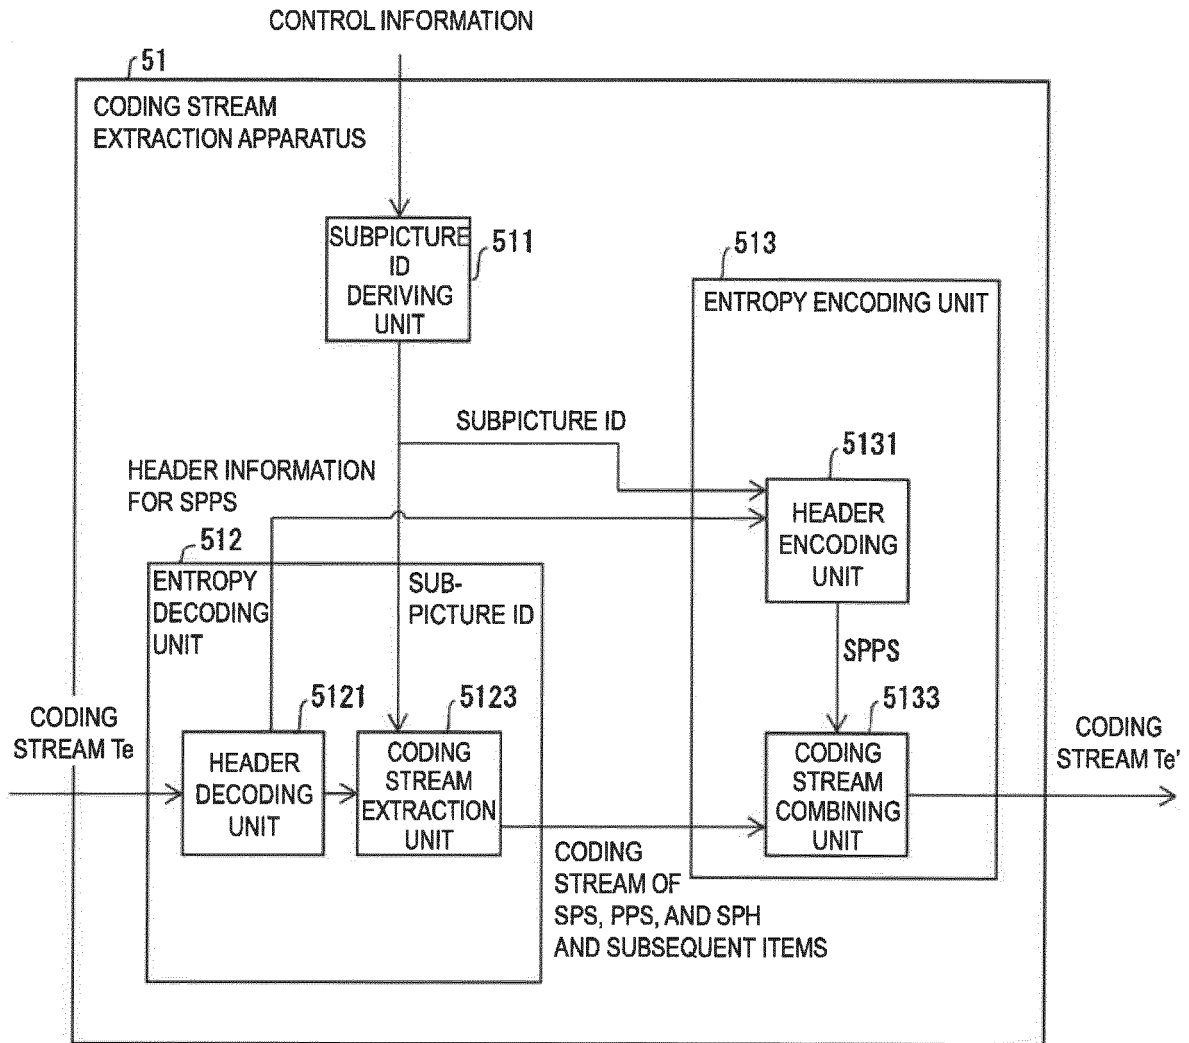 CONTROL INFORMATION
51
CODING STREAM
EXTRACTION APPARATUS
SUBPICTURE
ID
DERIVING
UNIT
511
513
ENTROPY ENCODING UNIT
SUBPICTURE ID
HEADER INFORMATION
FOR SPPS
5131
HEADER
ENCODING
UNIT
512
ENTROPY
DECODING
UNIT
SUB-
PICTURE ID
SPPS
CODING
STREAM Te
5121
HEADER
DECODING
UNIT
5123
CODING
STREAM
EXTRACTION
UNIT
5133
CODING
STREAM
COMBINING
UNIT
CODING
STREAM Te'
CODING
STREAM OF
SPS, PPS, AND SPH
AND SUBSEQUENT ITEMS